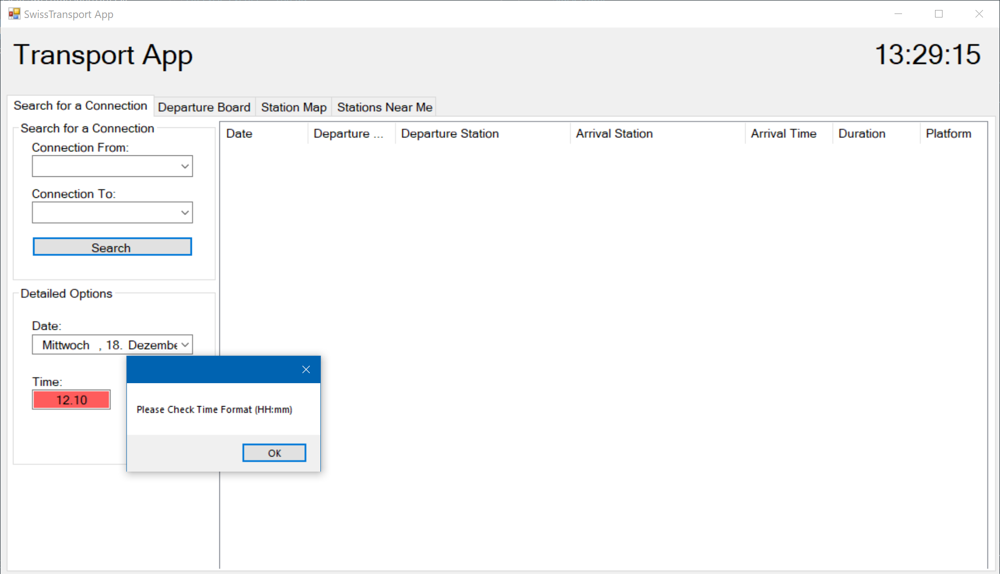 SwissTransport App
Transport App
13:29:15
Search for a Connection
Departure Board
Station Map
Stations Near Me
Search for a Connection
Connection From:
Connection To:
Search
Date
Departure ...
Departure Station
Arrival Station
Arrival Time
Duration
Platform
Detailed Options
Date:
Mittwoch , 18. Dezembe
Time:
12.10
Please Check Time Format (HH:mm)
OK